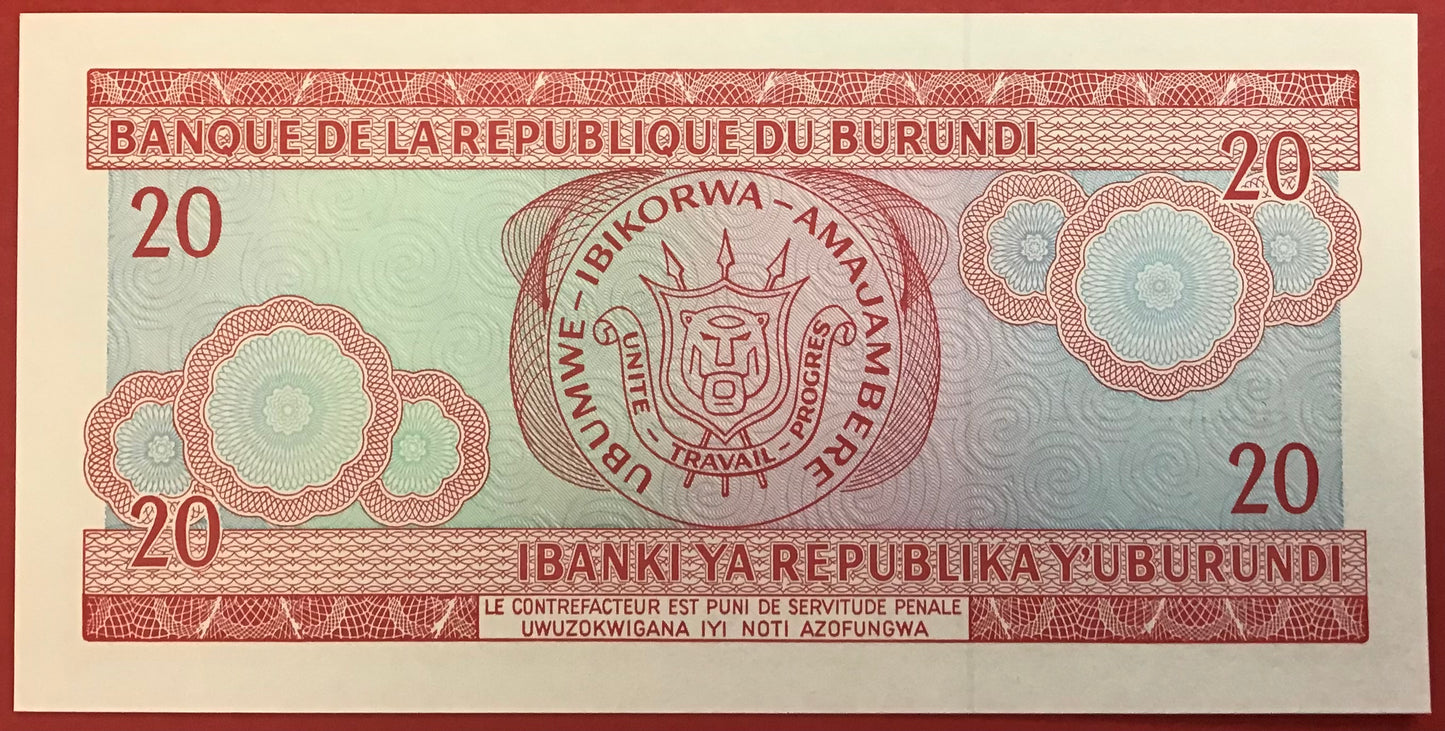 BANQUE DE LA REPUBLIQUE DU BURUNDI
20
20
UBUMWE – IBIKORWA – AMAJAMBERE
UNITE – TRAVAIL – PROGRES
20
20
IBANKI YA REPUBLIKA Y'UBURUNDI
LE CONTREFACTEUR EST PUNI DE SERVITUDE PENALE
UWUZOKWIGANA IYI NOTI AZOFUNGWA